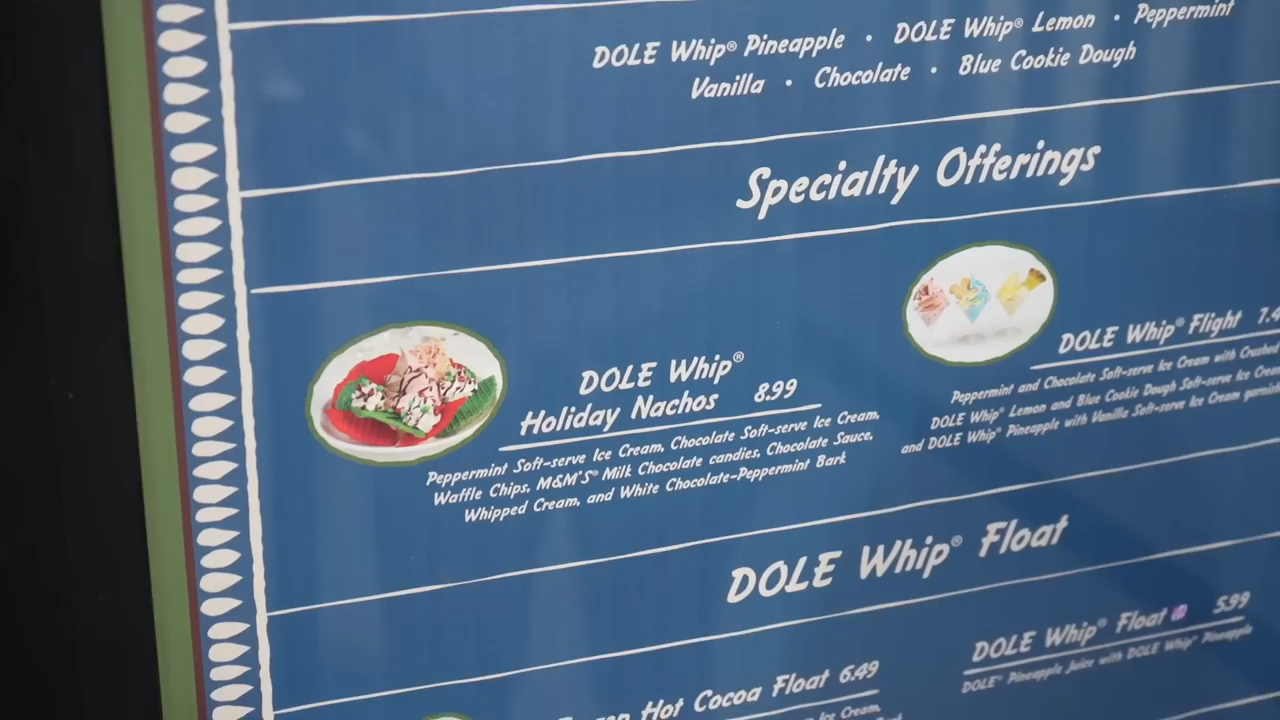 DOLE Whip® Pineapple • DOLE Whip® Lemon • Peppermint
Vanilla • Chocolate • Blue Cookie Dough
Specialty Offerings
DOLE Whip®
Holiday Nachos 8.99
Peppermint Soft-serve Ice Cream, Chocolate Soft-serve Ice Cream,
Waffle Chips, M&M'S® Milk Chocolate candies, Chocolate Sauce,
Whipped Cream, and White Chocolate-Peppermint Bark
DOLE Whip® Flight 7.4
Peppermint and Chocolate Soft-serve Ice Cream with Crushed
DOLE Whip® Lemon and Blue Cookie Dough Soft-serve Ice Cream
and DOLE Whip® Pineapple with Vanilla Soft-serve Ice Cream
DOLE Whip® Float
Hot Cocoa Float 6.49
Ice Cream,
DOLE Whip® Float 5.99
DOLE® Pineapple Juice with DOLE Whip® Pineapple